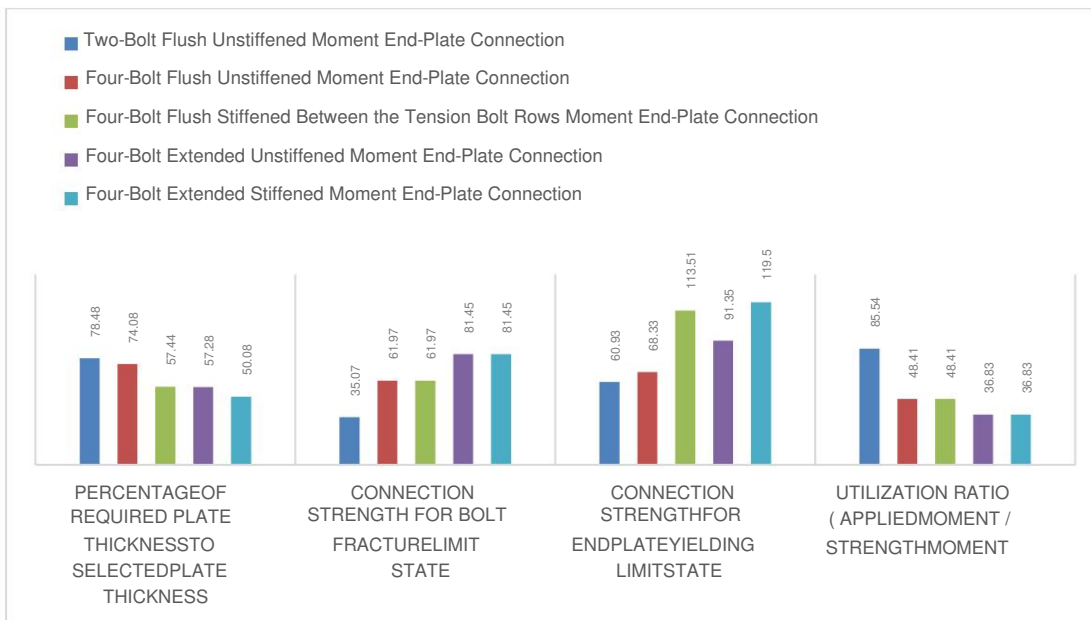 Two-Bolt Flush Unstiffened Moment End-Plate Connection
Four-Bolt Flush Unstiffened Moment End-Plate Connection
Four-Bolt Flush Stiffened Between the Tension Bolt Rows Moment End-Plate Connection
Four-Bolt Extended Unstiffened Moment End-Plate Connection
Four-Bolt Extended Stiffened Moment End-Plate Connection
78.48
74.08
57.44
57.28
50.08
35.07
61.97
61.97
81.45
81.45
60.93
68.33
113.51
91.35
119.5
85.54
48.41
48.41
36.83
36.83
PERCENTAGEOF
REQUIRED PLATE
THICKNESSTO
SELECTEDPLATE
THICKNESS
CONNECTION
STRENGTH FOR BOLT
FRACTURELIMIT
STATE
CONNECTION
STRENGTHFOR
ENDPLATEYIELDING
LIMITSTATE
UTILIZATION RATIO
( APPLIEDMOMENT /
STRENGTHMOMENT